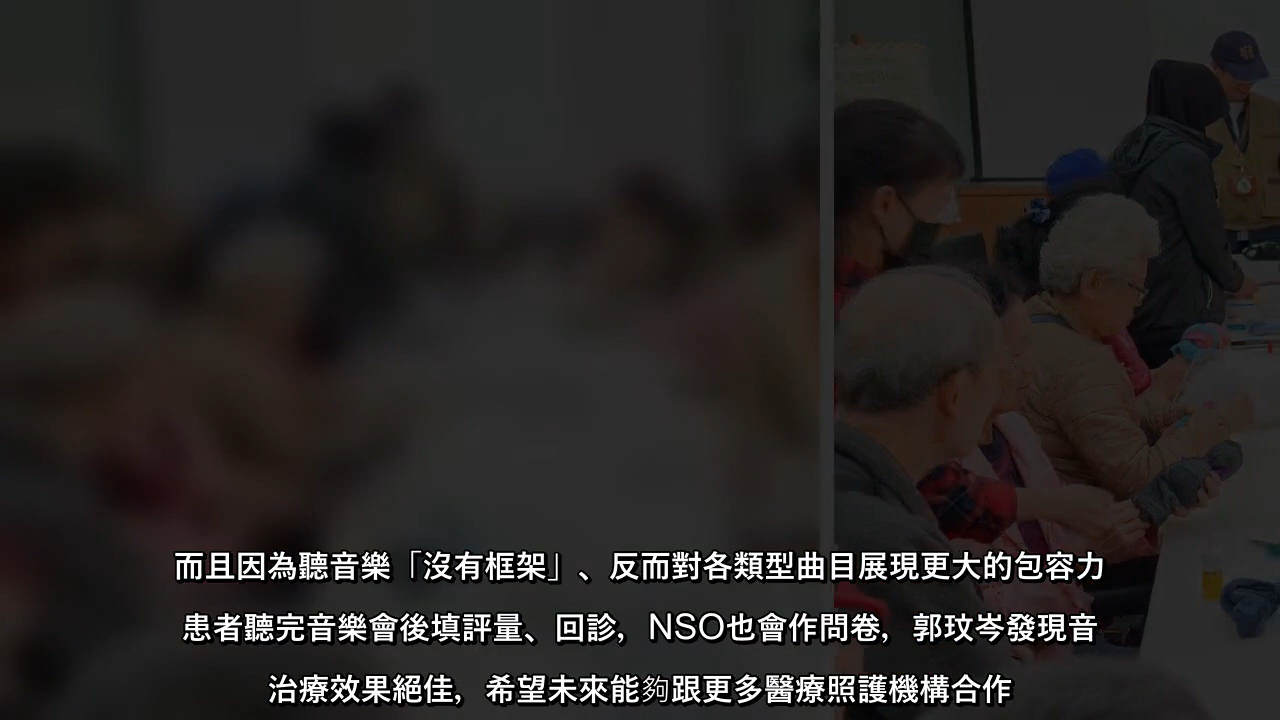 而且因為聽音樂「沒有框架」、反而對各類型曲目展現更大的包容力
患者聽完音樂會後填評量、回診，NSO也會作問卷，郭玟岑發現音
治療效果絕佳，希望未來能夠跟更多醫療照護機構合作